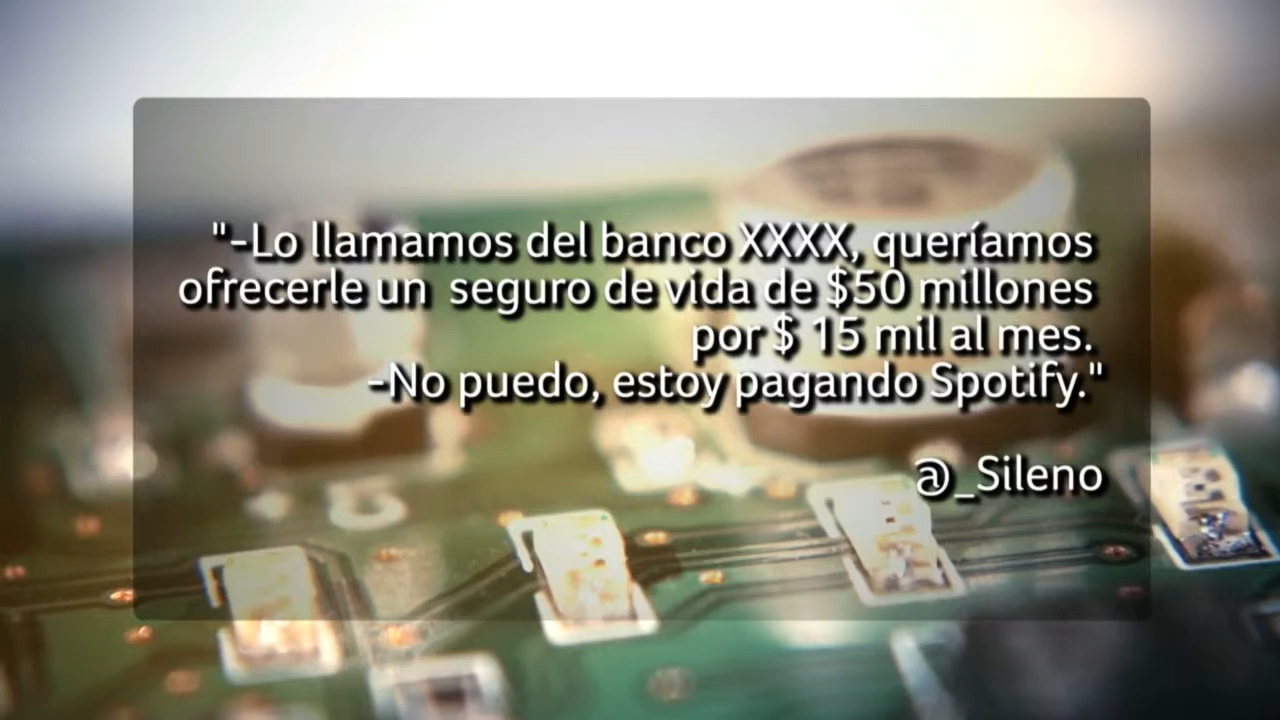 "-Lo llamamos del banco XXXX, queríamos
ofrecerle un  seguro de vida de $50 millones
por $ 15 mil al mes.
-No puedo, estoy pagando Spotify."
@_Sileno